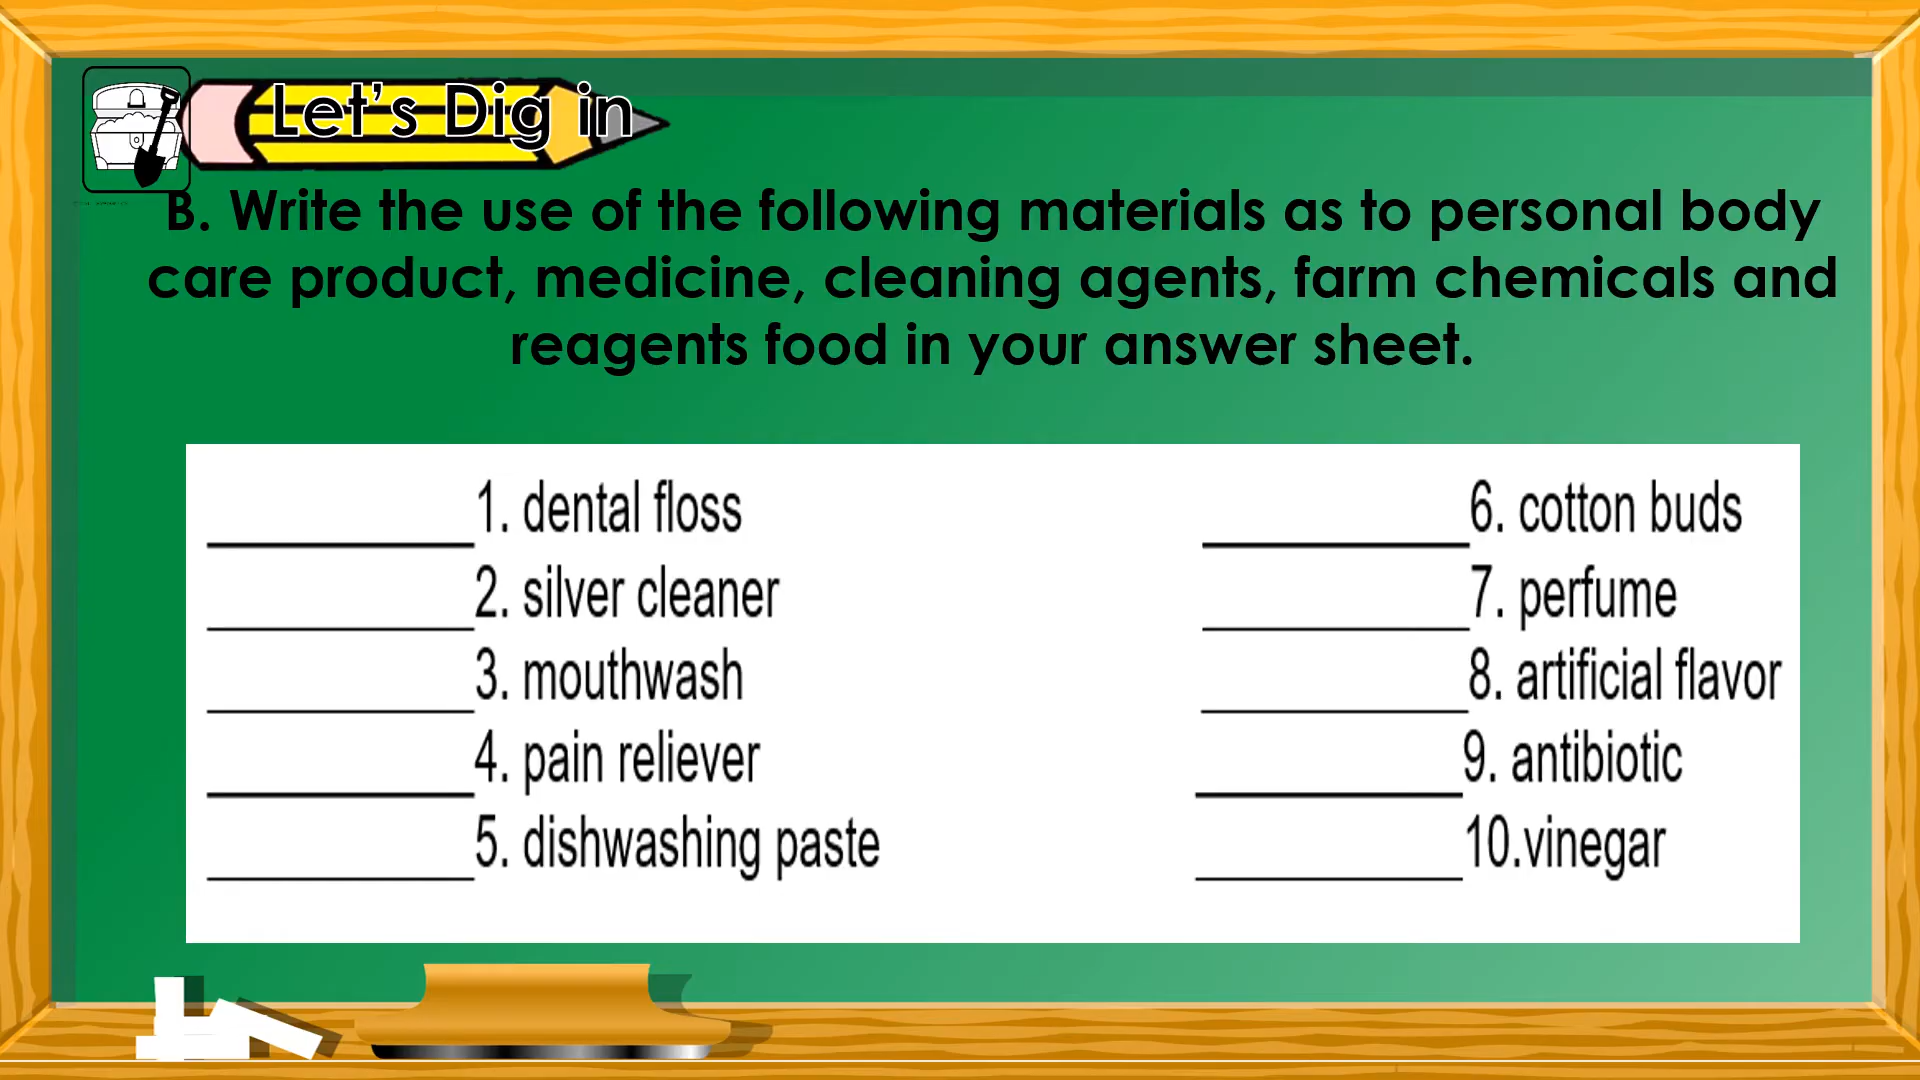 Let's Dig in
B. Write the use of the following materials as to personal body
care product, medicine, cleaning agents, farm chemicals and
reagents food in your answer sheet.
__________1. dental floss
__________2. silver cleaner
__________3. mouthwash
__________4. pain reliever
__________5. dishwashing paste
__________6. cotton buds
__________7. perfume
__________8. artificial flavor
__________9. antibiotic
__________10.vinegar